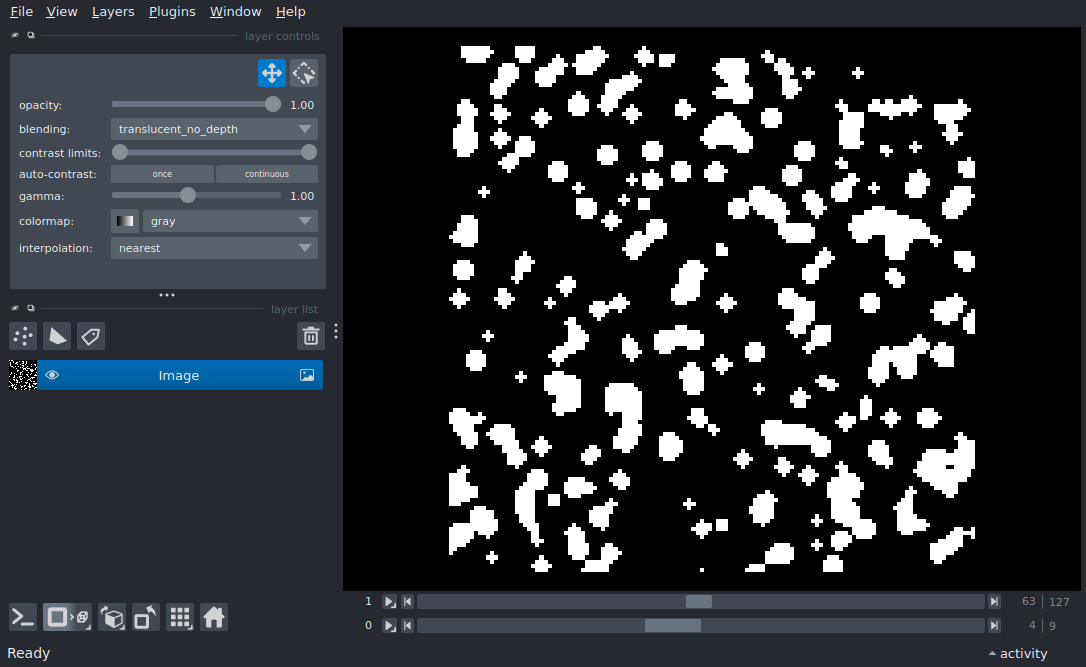 File View Layers Plugins Window Help
layer controls
opacity: 1.00
blending: translucent_no_depth
contrast limits:
auto-contrast: once continuous
gamma: 1.00
colormap: gray
interpolation: nearest
layer list
Image
1 63 127
0 4 9
Ready activity